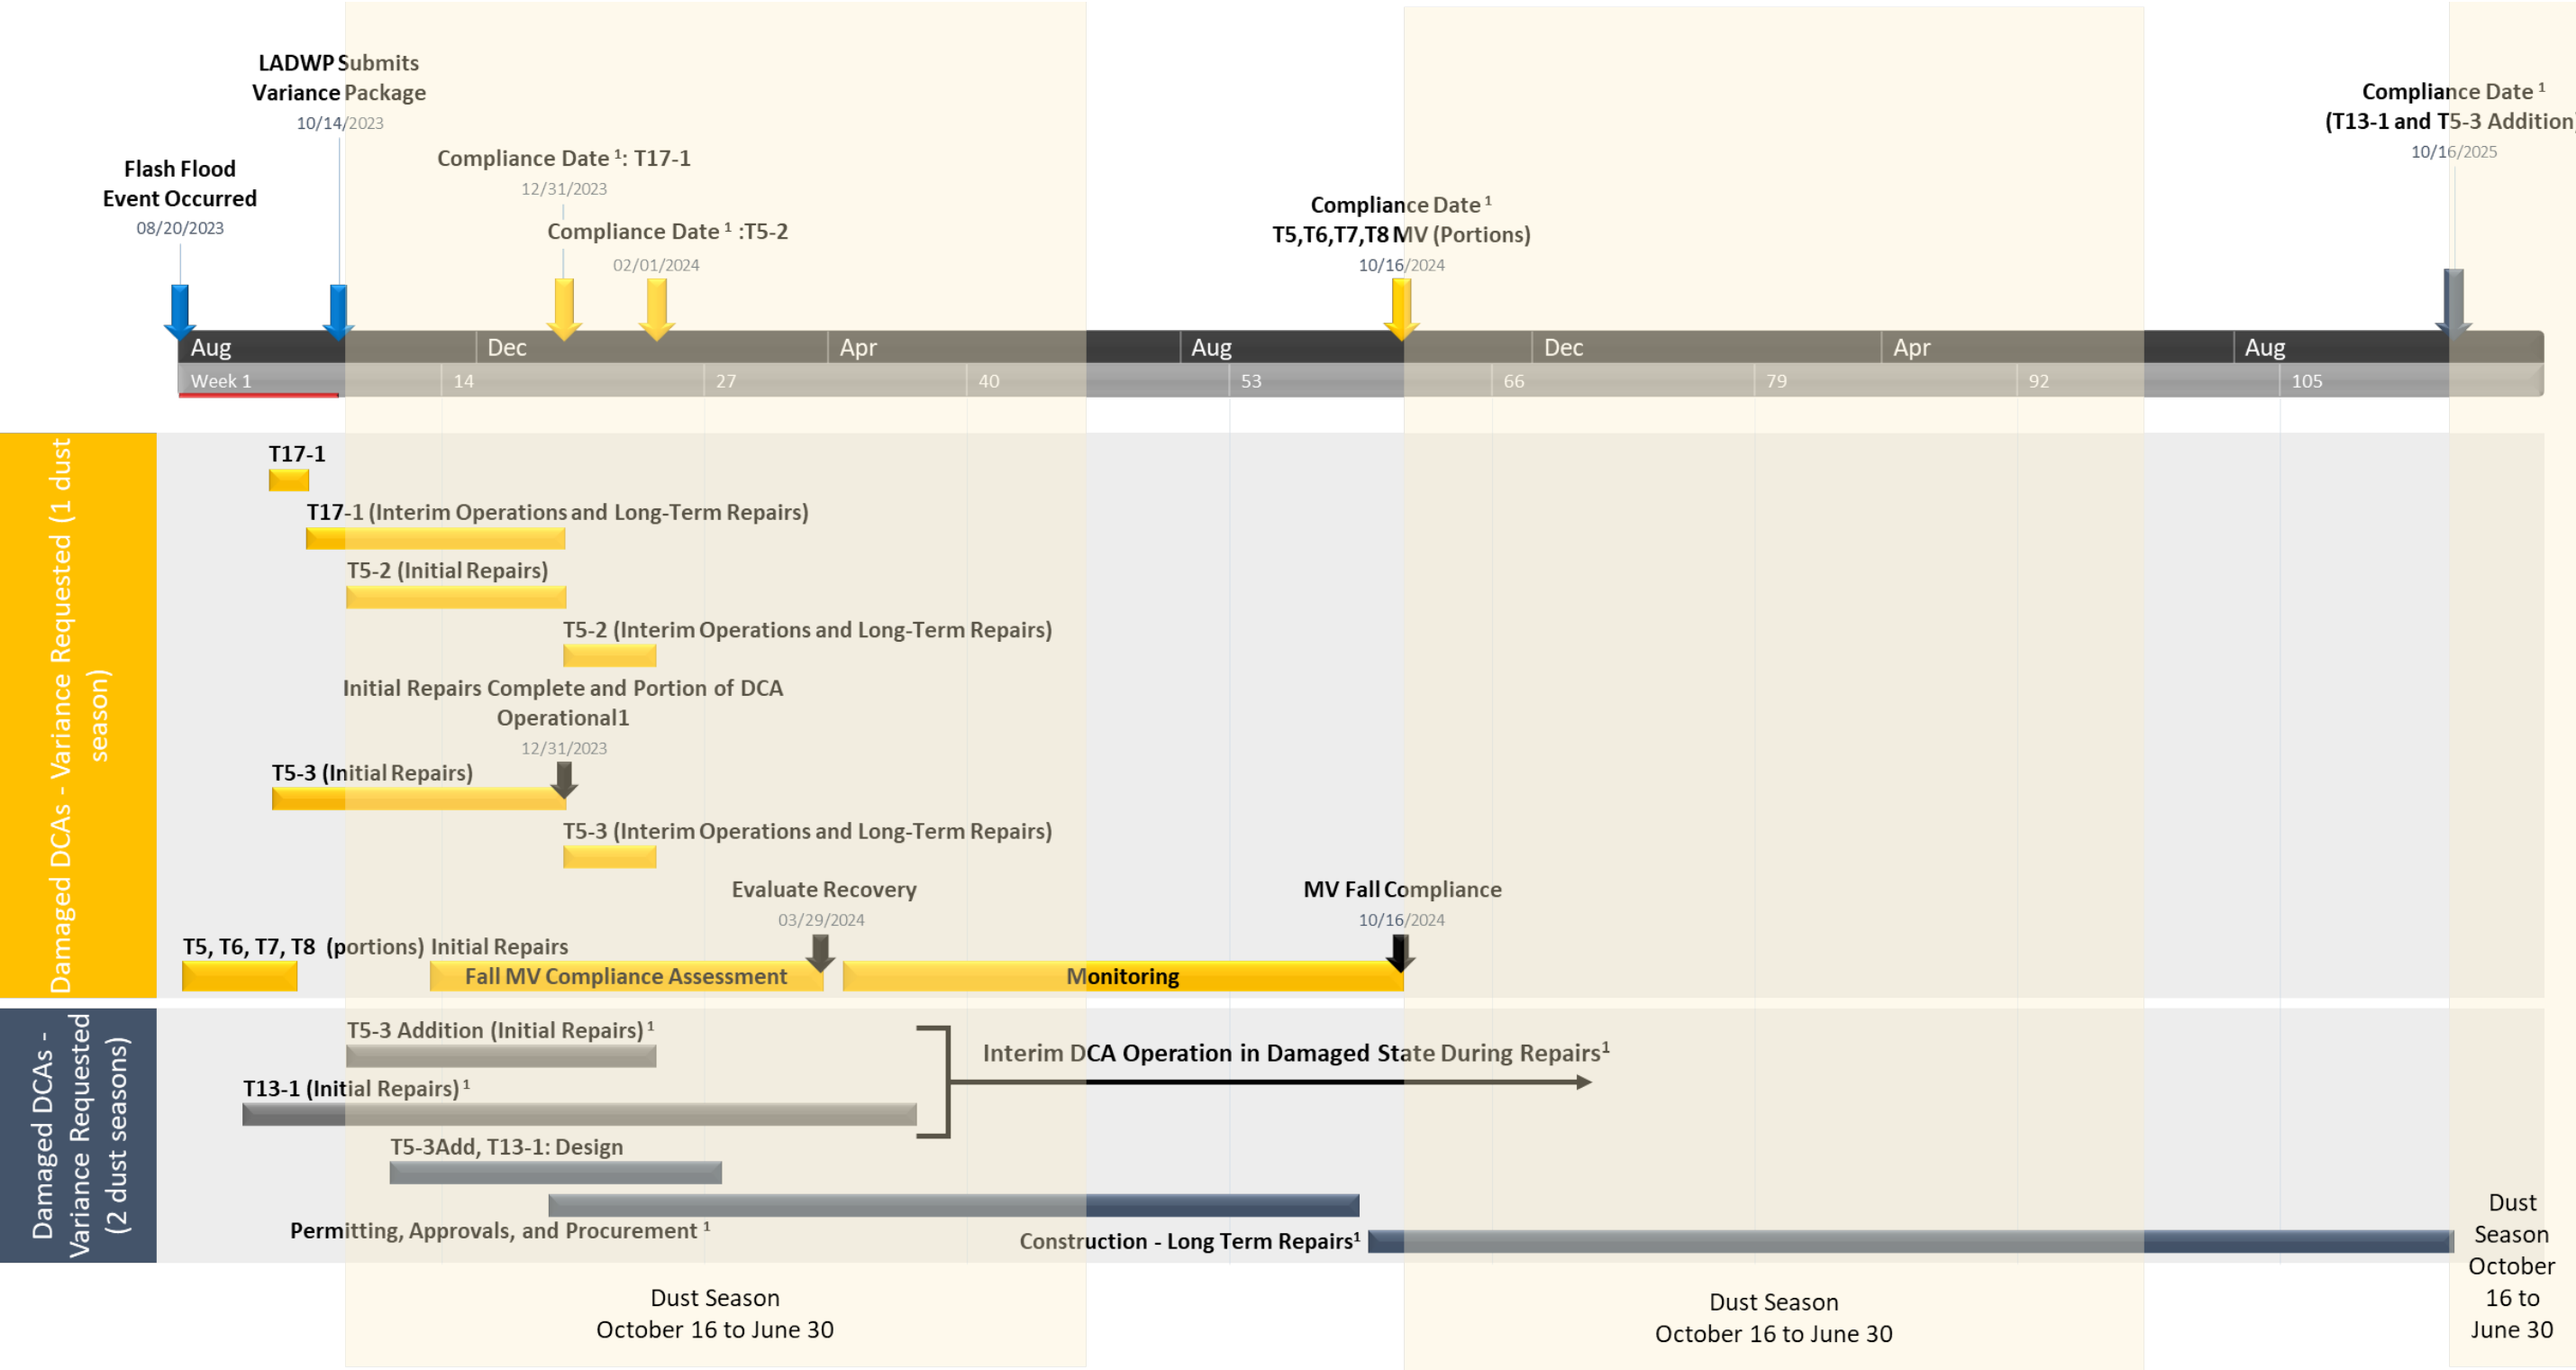 LADWP Submits
Variance Package
10/14/2023
Flash Flood
Event Occurred
08/20/2023
Compliance Date ¹: T17-1
12/31/2023
Compliance Date ¹ :T5-2
02/01/2024
Compliance Date ¹
T5,T6,T7,T8 MV (Portions)
10/16/2024
Compliance Date ¹
(T13-1 and T5-3 Addition)
10/16/2025
Aug Dec Apr Aug Dec Apr Aug
Week 1 14 27 40 53 66 79 92 105
Damaged DCAs - Variance Requested (1 dust
season)
T17-1
T17-1 (Interim Operations and Long-Term Repairs)
T5-2 (Initial Repairs)
T5-2 (Interim Operations and Long-Term Repairs)
Initial Repairs Complete and Portion of DCA
Operational1
12/31/2023
T5-3 (Initial Repairs)
T5-3 (Interim Operations and Long-Term Repairs)
Evaluate Recovery
03/29/2024
MV Fall Compliance
10/16/2024
T5, T6, T7, T8 (portions) Initial Repairs
Fall MV Compliance Assessment
Monitoring
Damaged DCAs -
Variance Requested
(2 dust seasons)
T5-3 Addition (Initial Repairs) ¹
Interim DCA Operation in Damaged State During Repairs¹
T13-1 (Initial Repairs) ¹
T5-3Add, T13-1: Design
Permitting, Approvals, and Procurement ¹
Construction - Long Term Repairs¹
Dust Season
October 16 to June 30
Dust Season
October 16 to June 30
Dust
Season
October
16 to
June 30